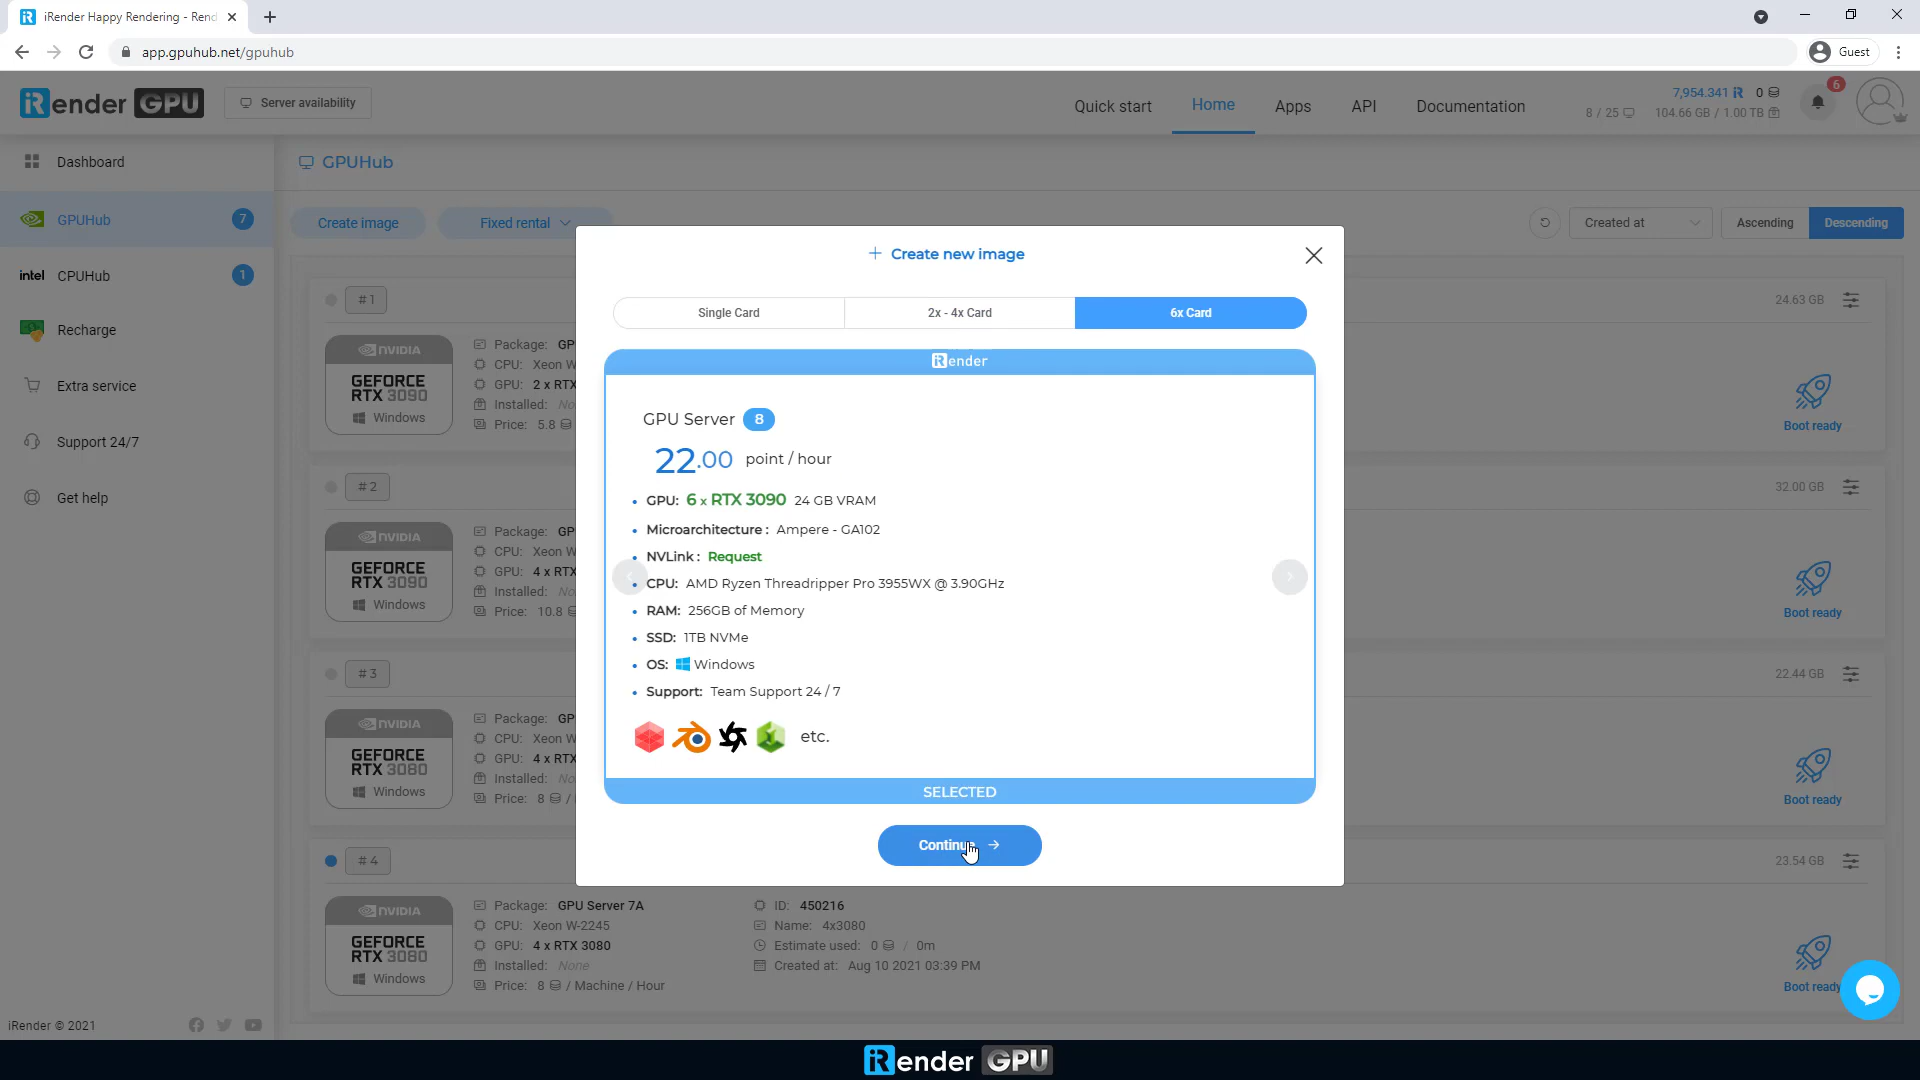 iRender Happy Rendering - Rend
app.gpuhub.net/gpuhub
Guest
iRender GPU
Server availability
Quick start
Home
Apps
API
Documentation
7,954.341 iR 0
8 / 25
104.66 GB / 1.00 TB
6
Dashboard
GPUHub
7
intel CPUHub
1
Recharge
Extra service
Support 24/7
Get help
GPUHub
Create image
Fixed rental
Created at
Ascending
Descending
# 1
24.63 GB
NVIDIA
GEFORCE
RTX 3090
Windows
Package: GP
CPU: Xeon W
GPU: 2 x RTX
Installed: No
Price: 5.8
Boot ready
# 2
32.00 GB
NVIDIA
GEFORCE
RTX 3090
Windows
Package: GP
CPU: Xeon W
GPU: 4 x RTX
Installed: No
Price: 10.8
Boot ready
# 3
22.44 GB
NVIDIA
GEFORCE
RTX 3080
Windows
Package: GP
CPU: Xeon W
GPU: 4 x RTX
Installed: No
Price: 8 /
Boot ready
# 4
23.54 GB
NVIDIA
GEFORCE
RTX 3080
Windows
Package: GPU Server 7A
CPU: Xeon W-2245
GPU: 4 x RTX 3080
Installed: None
Price: 8 / Machine / Hour
ID: 450216
Name: 4x3080
Estimate used: 0 / 0m
Created at: Aug 10 2021 03:39 PM
Boot ready
+ Create new image
Single Card
2x - 4x Card
6x Card
iRender
GPU Server 8
22.00 point / hour
GPU: 6 x RTX 3090 24 GB VRAM
Microarchitecture : Ampere - GA102
NVLink : Request
CPU: AMD Ryzen Threadripper Pro 3955WX @ 3.90GHz
RAM: 256GB of Memory
SSD: 1TB NVMe
OS: Windows
Support: Team Support 24 / 7
etc.
SELECTED
Continue
iRender © 2021
iRender GPU